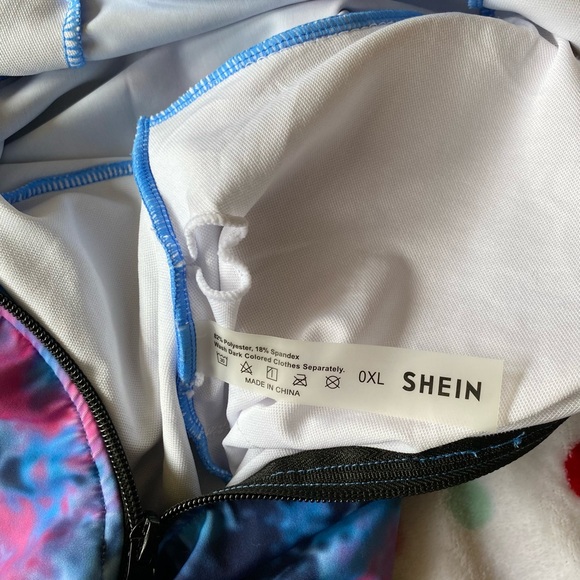 82% Polyester, 18% Spandex
Wash Dark Colored Clothes Separately.
MADE IN CHINA
0XL SHEIN